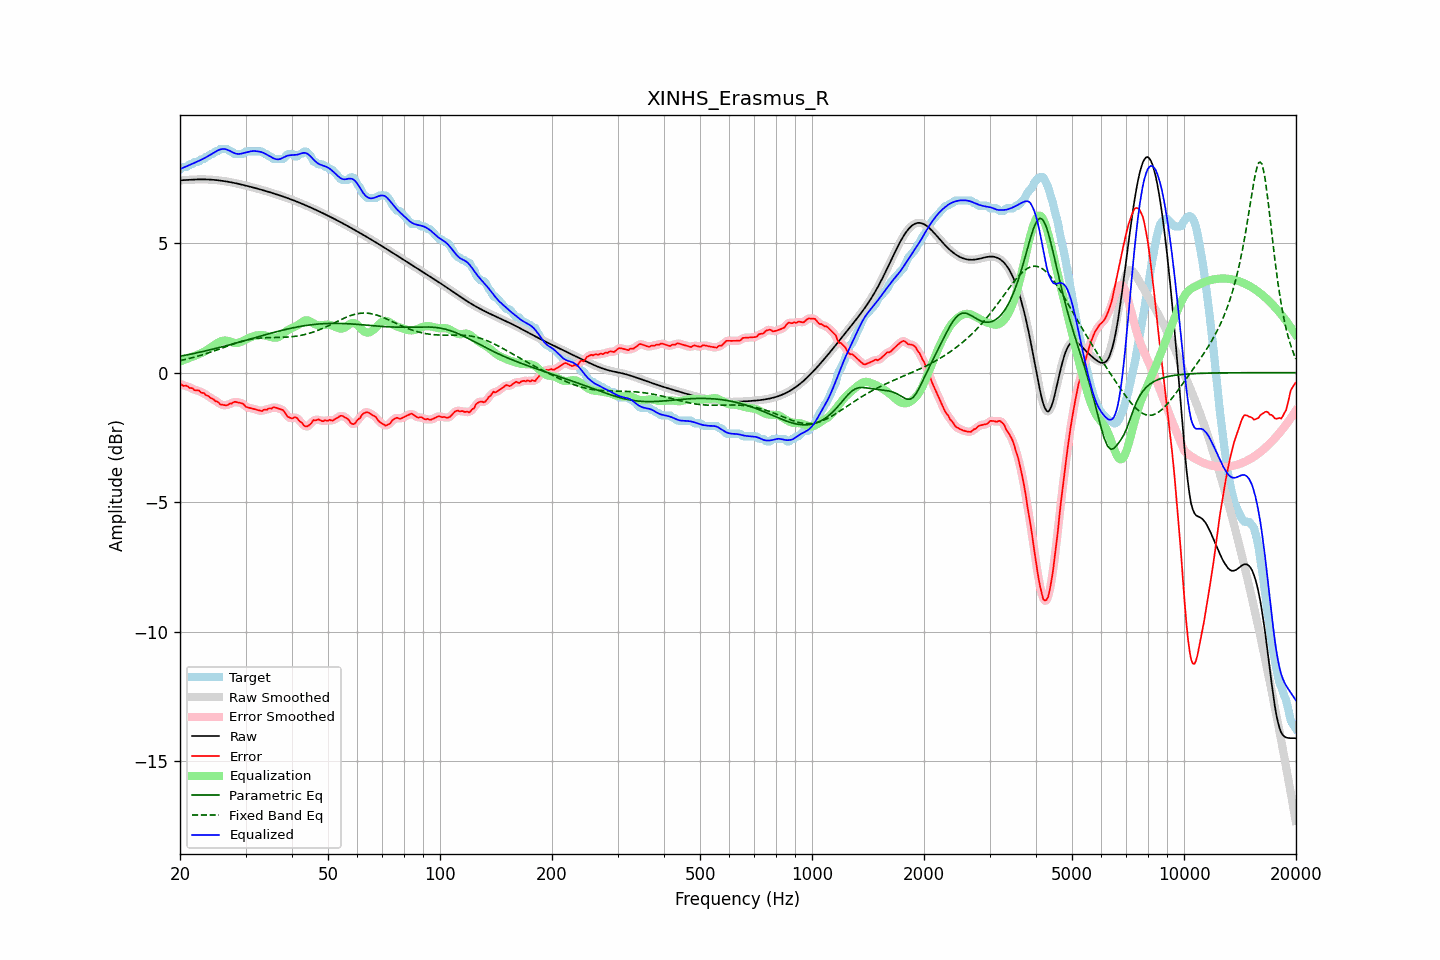 XINHS_Erasmus_R
Amplitude (dBr)
5
0
−5
−10
−15
Target
Raw Smoothed
Error Smoothed
Raw
Error
Equalization
Parametric Eq
Fixed Band Eq
Equalized
20 50 100 200 500 1000 2000 5000 10000 20000
Frequency (Hz)